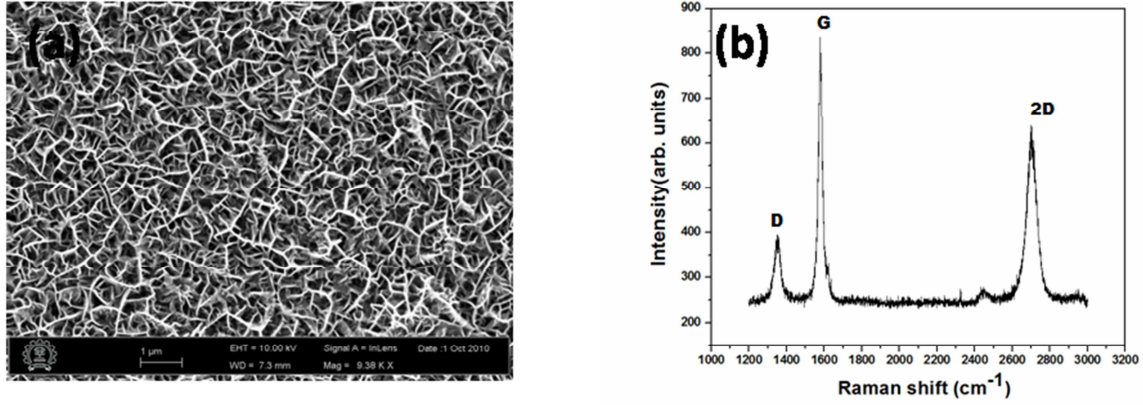 (a)
1 µm
EHT = 10.00 kV Signal A = InLens Date :1 Oct 2010
WD = 7.3 mm Mag = 9.38 K X
(b)
G
2D
D
Intensity(arb. units)
900
800
700
600
500
400
300
200
1000 1200 1400 1600 1800 2000 2200 2400 2600 2800 3000 3200
Raman shift (cm⁻¹)